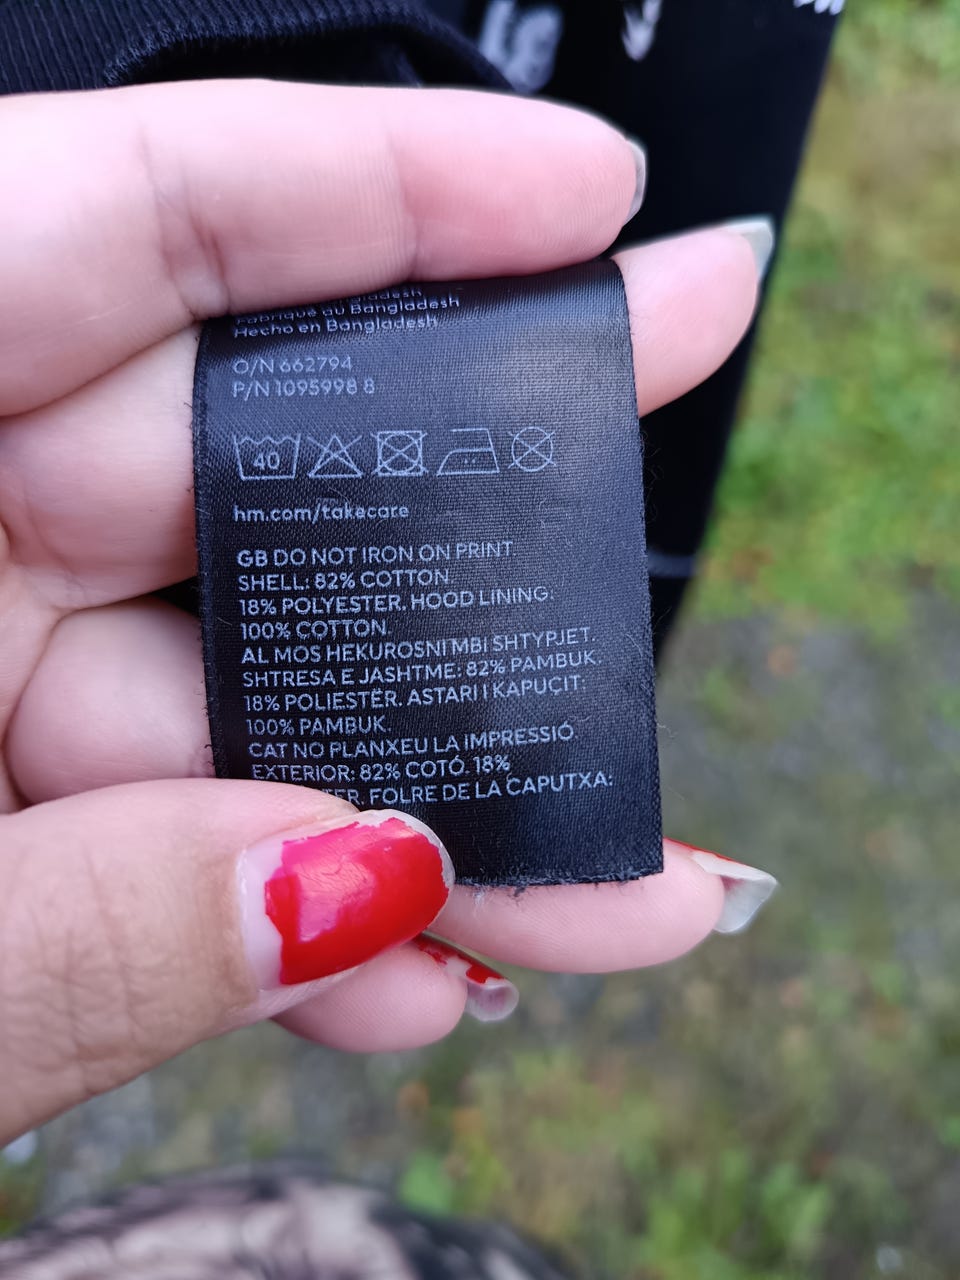 Bangladesh
Fabriqué au Bangladesh
Hecho en Bangladesh
O/N 662794
P/N 1095998 8
40
hm.com/takecare
GB DO NOT IRON ON PRINT
SHELL: 82% COTTON.
18% POLYESTER. HOOD LINING:
100% COTTON.
AL MOS HEKUROSNI MBI SHTYPJET.
SHTRESA E JASHTME: 82% PAMBUK.
18% POLIESTËR. ASTARI I KAPUÇIT:
100% PAMBUK.
CAT NO PLANXEU LA IMPRESSIÓ
EXTERIOR: 82% COTÓ. 18%
FOLRE DE LA CAPUTXA: